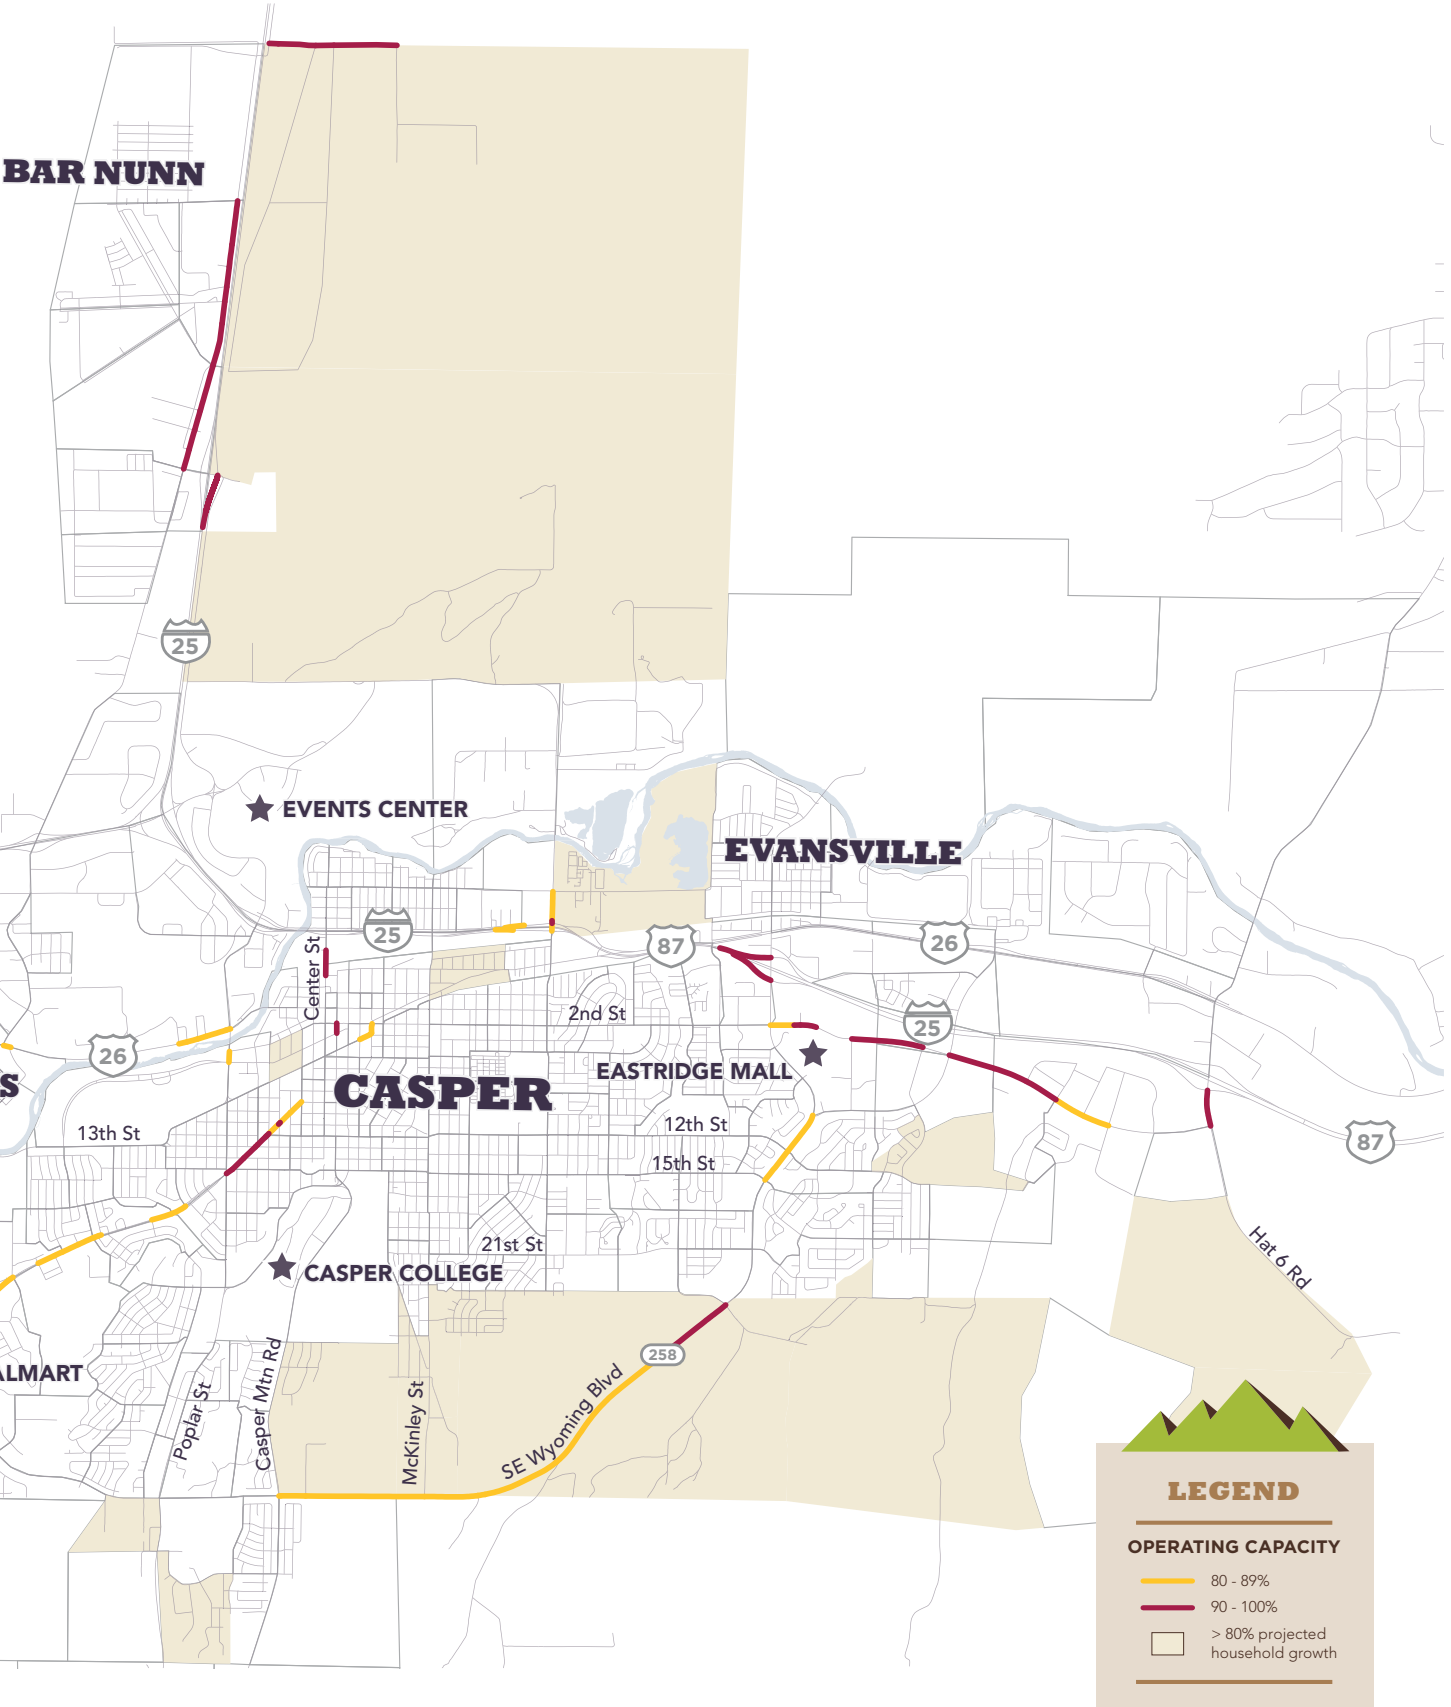 BAR NUNN
25
EVENTS CENTER
EVANSVILLE
25
87
26
Center St
2nd St
25
26
EASTRIDGE MALL
S
CASPER
13th St
12th St
87
15th St
21st St
Hat 6 Rd
CASPER COLLEGE
258
ALMART
Poplar St
Casper Mtn Rd
McKinley St
SE Wyoming Blvd
LEGEND
OPERATING CAPACITY
80 - 89%
90 - 100%
> 80% projected
household growth